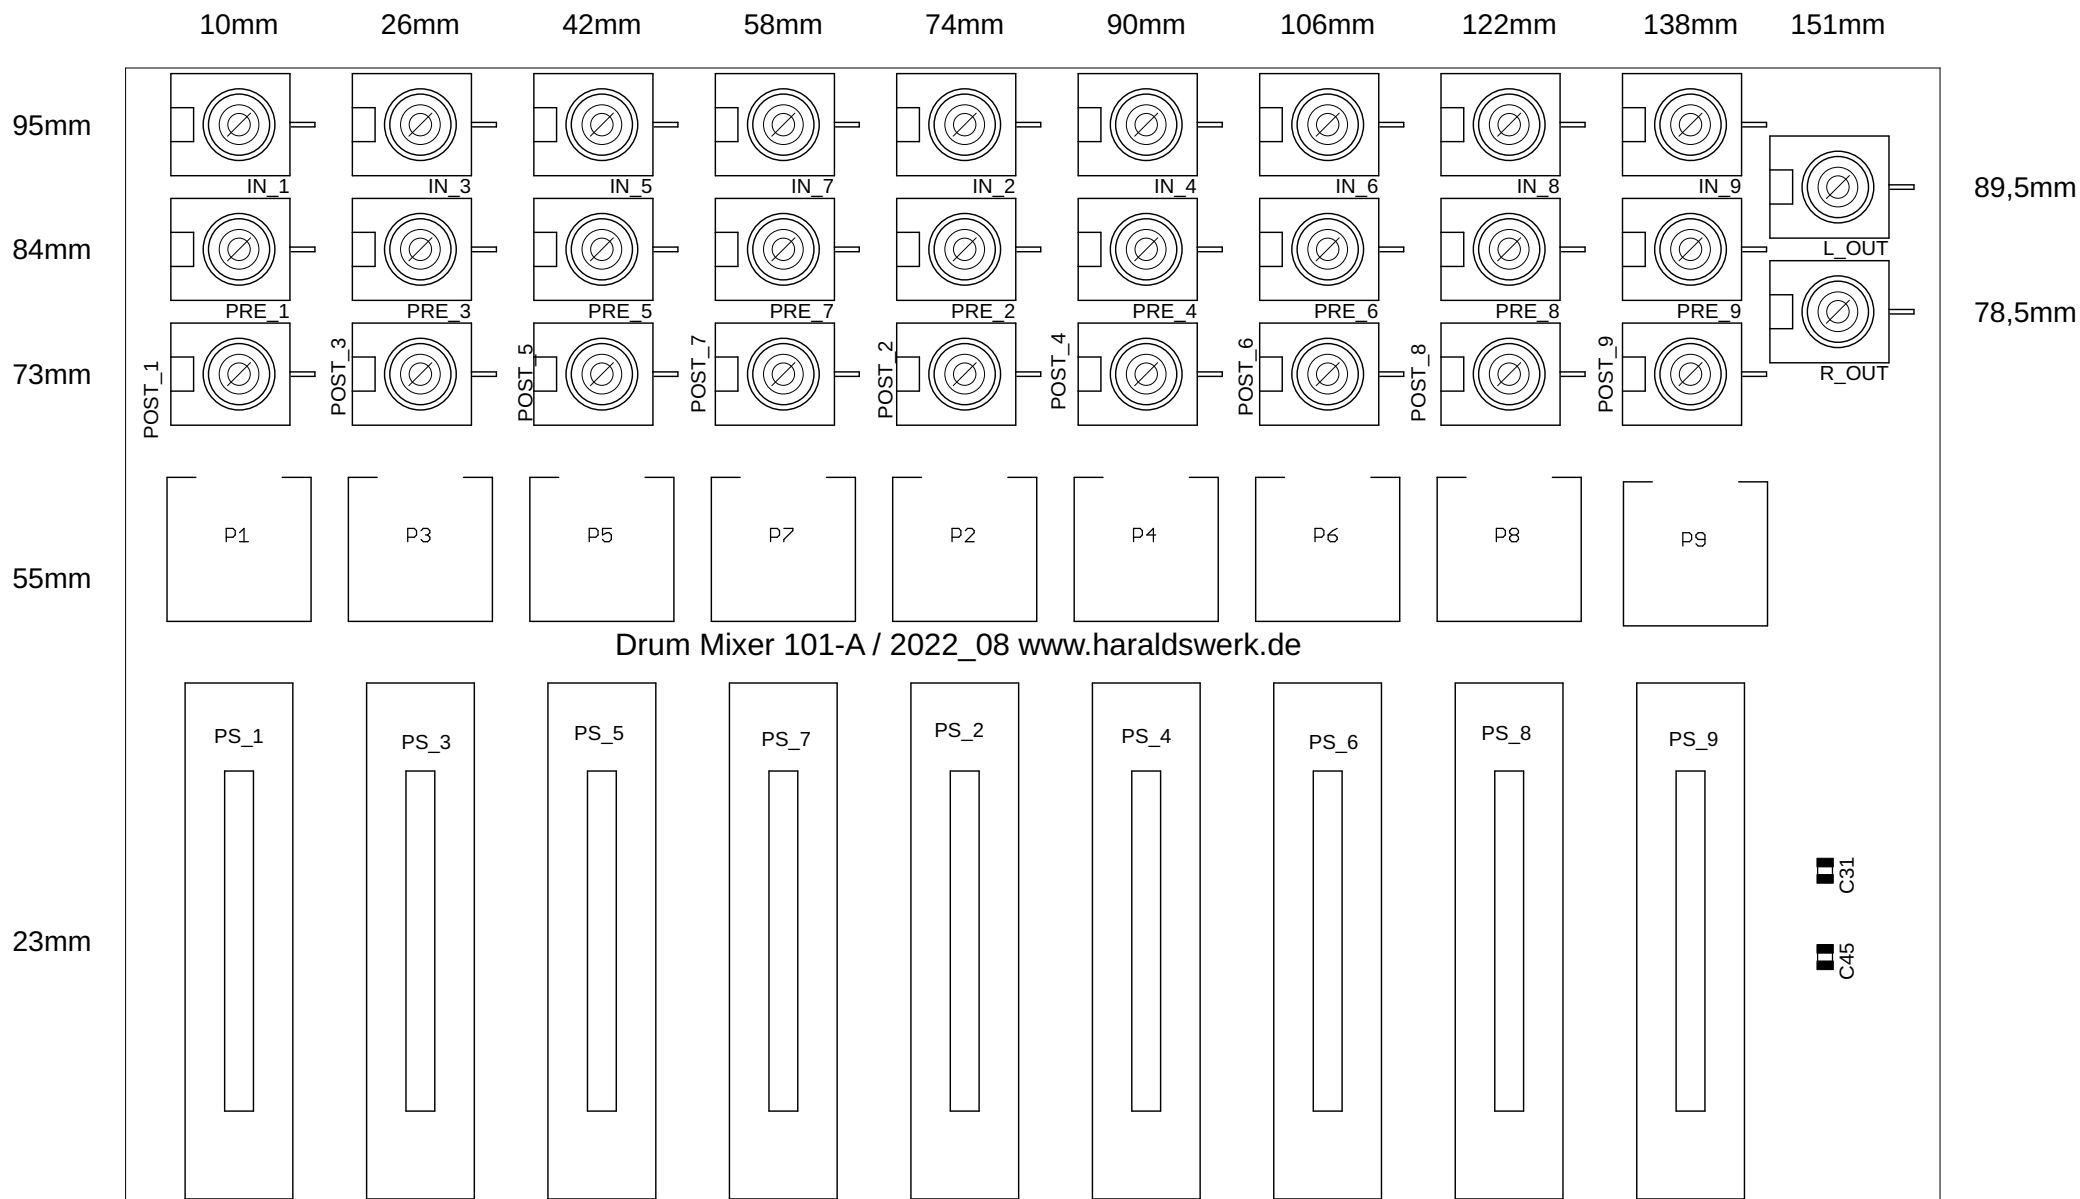 10mm 26mm 42mm 58mm 74mm 90mm 106mm 122mm 138mm 151mm
95mm
IN_1 IN_3 IN_5 IN_7 IN_2 IN_4 IN_6 IN_8 IN_9 89,5mm
84mm L_OUT
PRE_1 PRE_3 PRE_5 PRE_7 PRE_2 PRE_4 PRE_6 PRE_8 PRE_9 78,5mm
73mm POST_1 POST_3 POST_5 POST_7 POST_2 POST_4 POST_6 POST_8 POST_9 R_OUT
P1 P3 P5 P7 P2 P4 P6 P8 P9
55mm
Drum Mixer 101-A / 2022_08 www.haraldswerk.de
PS_1 PS_3 PS_5 PS_7 PS_2 PS_4 PS_6 PS_8 PS_9
C31
23mm C45